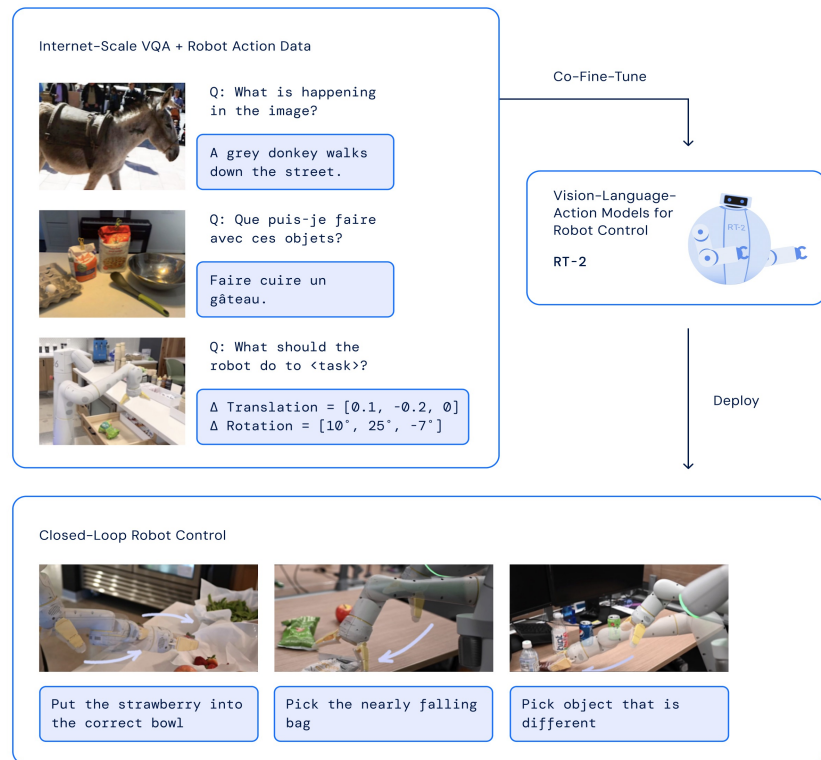 Internet-Scale VQA + Robot Action Data
Q: What is happening
in the image?
A grey donkey walks
down the street.
Q: Que puis-je faire
avec ces objets?
Faire cuire un
gâteau.
Q: What should the
robot do to <task>?
Δ Translation = [0.1, -0.2, 0]
Δ Rotation = [10°, 25°, -7°]
Co-Fine-Tune
Vision-Language-
Action Models for
Robot Control
RT-2
RT-2
Deploy
Closed-Loop Robot Control
Put the strawberry into
the correct bowl
Pick the nearly falling
bag
Pick object that is
different